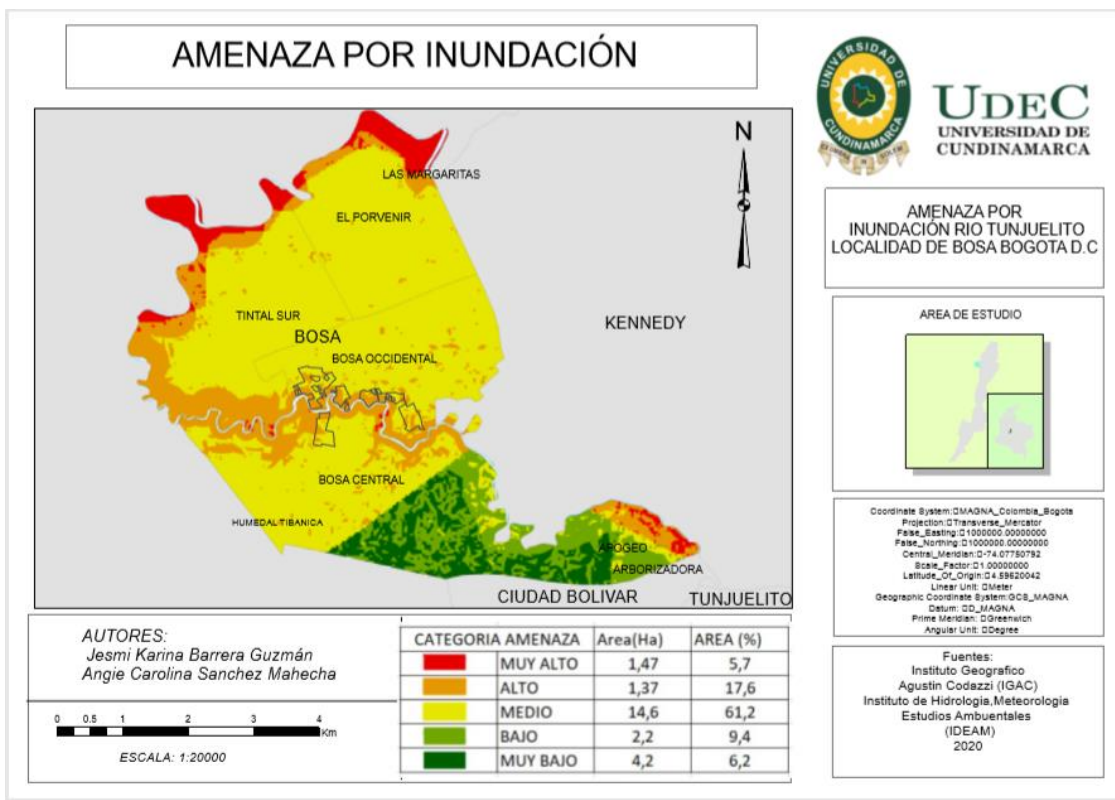 AMENAZA POR INUNDACIÓN
UNIVERSIDAD DE CUNDINAMARCA
UDEC
UNIVERSIDAD DE
CUNDINAMARCA
N
LAS MARGARITAS
EL PORVENIR
TINTAL SUR
BOSA
KENNEDY
BOSA OCCIDENTAL
BOSA CENTRAL
HUMEDAL TIBANICA
APOGEO
ARBORIZADORA
CIUDAD BOLIVAR
TUNJUELITO
AMENAZA POR
INUNDACIÓN RIO TUNJUELITO
LOCALIDAD DE BOSA BOGOTA D.C
AREA DE ESTUDIO
Coordinate System:▯MAGNA_Colombia_Bogota
Projection:▯Transverse_Mercator
False_Easting:▯1000000.00000000
False_Northing:▯1000000.00000000
Central_Meridian:▯-74.07750792
Scale_Factor:▯1.00000000
Latitude_Of_Origin:▯4.59620042
Linear Unit: ▯Meter
Geographic Coordinate System:GCS_MAGNA
Datum: ▯D_MAGNA
Prime Meridian: ▯Greenwich
Angular Unit: ▯Degree
AUTORES:
Jesmi Karina Barrera Guzmán
Angie Carolina Sanchez Mahecha
0 0.5 1 2 3 4
Km
ESCALA: 1:20000
CATEGORIA AMENAZA Area(Ha) AREA (%)
MUY ALTO 1,47 5,7
ALTO 1,37 17,6
MEDIO 14,6 61,2
BAJO 2,2 9,4
MUY BAJO 4,2 6,2
Fuentes:
Instituto Geografico
Agustin Codazzi (IGAC)
Instituto de Hidrologia,Meteorologia
Estudios Ambuentales
(IDEAM)
2020